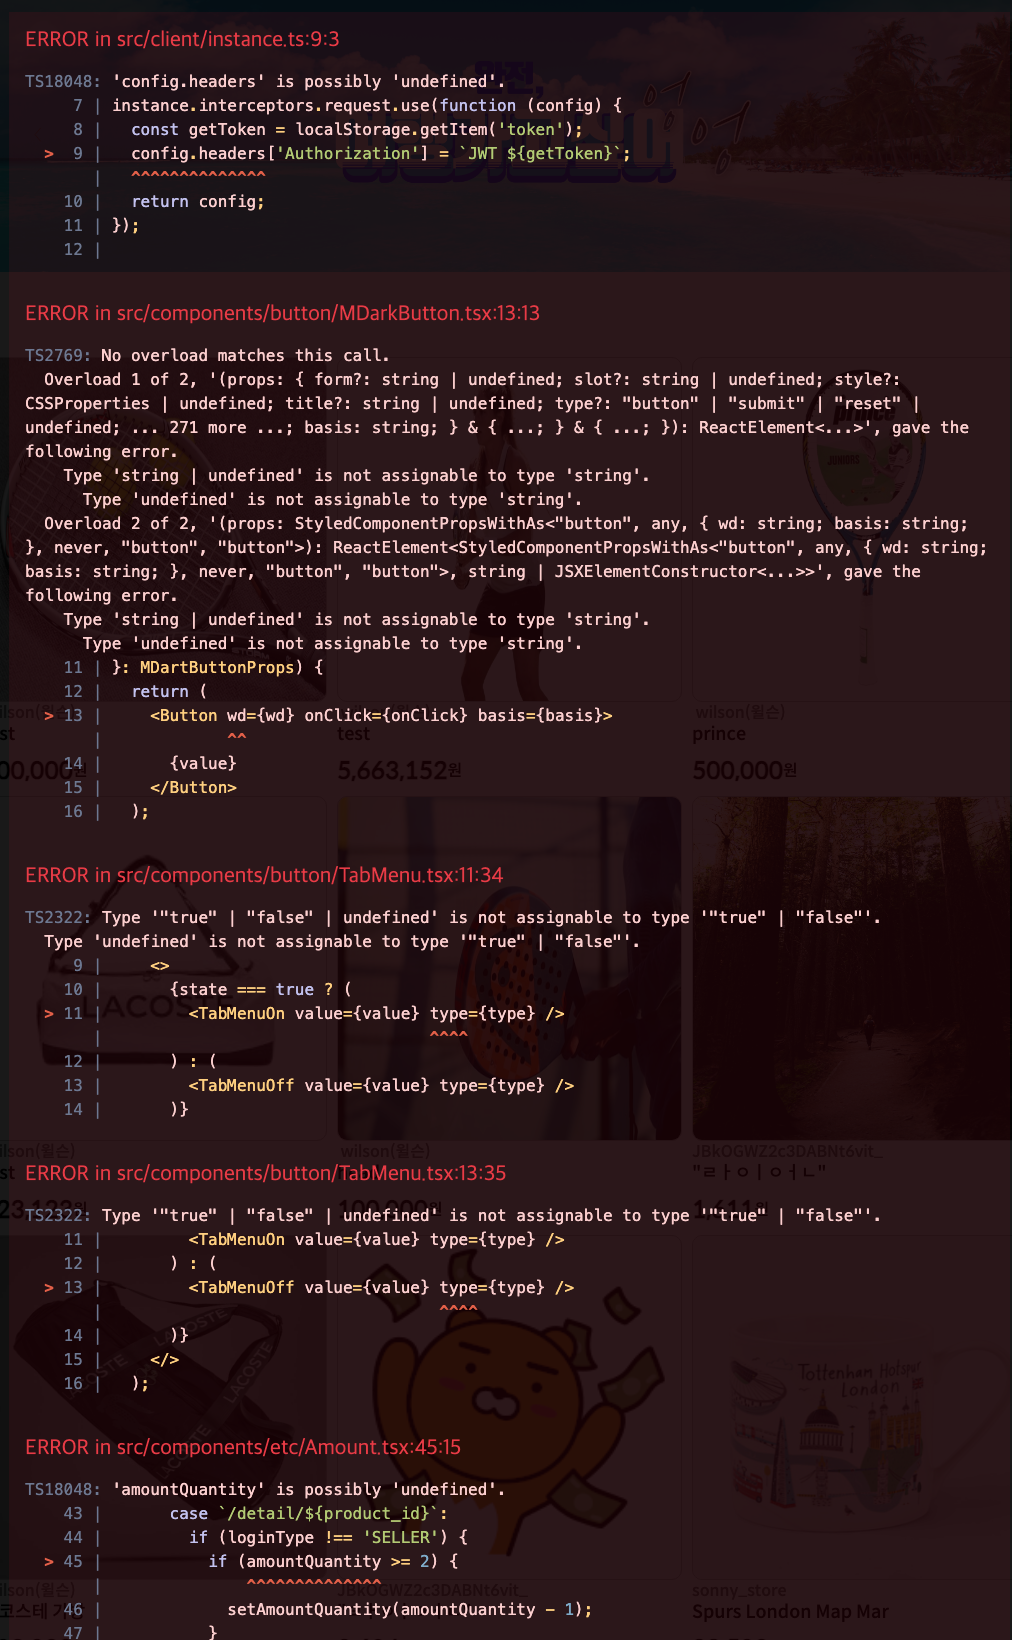 ERROR in src/client/instance.ts:9:3
TS18048: 'config.headers' is possibly 'undefined'.
7 | instance.interceptors.request.use(function (config) {
8 |   const getToken = localStorage.getItem('token');
> 9 |   config.headers['Authorization'] = `JWT ${getToken}`;
|   ^^^^^^^^^^^^^^
10 |   return config;
11 | });
12 |
ERROR in src/components/button/MDarkButton.tsx:13:13
TS2769: No overload matches this call.
Overload 1 of 2, '(props: { form?: string | undefined; slot?: string | undefined; style?:
CSSProperties | undefined; title?: string | undefined; type?: "button" | "submit" | "reset" |
undefined; ... 271 more ...; basis: string; } & { ...; } & { ...; }): ReactElement<...>', gave the
following error.
Type 'string | undefined' is not assignable to type 'string'.
Type 'undefined' is not assignable to type 'string'.
Overload 2 of 2, '(props: StyledComponentPropsWithAs<"button", any, { wd: string; basis: string;
}, never, "button", "button">): ReactElement<StyledComponentPropsWithAs<"button", any, { wd: string;
basis: string; }, never, "button", "button">, string | JSXElementConstructor<...>>', gave the
following error.
Type 'string | undefined' is not assignable to type 'string'.
Type 'undefined' is not assignable to type 'string'.
11 | }: MDartButtonProps) {
12 |   return (
> 13 |     <Button wd={wd} onClick={onClick} basis={basis}>
|             ^^
14 |       {value}
15 |     </Button>
16 |   );
wilson(윌슨)
test
prince
00,000원
5,663,152원
500,000원
ERROR in src/components/button/TabMenu.tsx:11:34
TS2322: Type '"true" | "false" | undefined' is not assignable to type '"true" | "false"'.
Type 'undefined' is not assignable to type '"true" | "false"'.
9 |     <>
10 |       {state === true ? (
> 11 |         <TabMenuOn value={value} type={type} />
|                                  ^^^^
12 |       ) : (
13 |         <TabMenuOff value={value} type={type} />
14 |       )}
LACOSTE
wilson(윌슨)
JBkOGWZ2c3DABNt6vit_
"ㄹㅏㅇㅣㅇㅓㄴ"
100,000원
ERROR in src/components/button/TabMenu.tsx:13:35
TS2322: Type '"true" | "false" | undefined' is not assignable to type '"true" | "false"'.
11 |         <TabMenuOn value={value} type={type} />
12 |       ) : (
> 13 |         <TabMenuOff value={value} type={type} />
|                                   ^^^^
14 |       )}
15 |     </>
16 |   );
LACOSTE
Tottenham Hotspur
London
ERROR in src/components/etc/Amount.tsx:45:15
TS18048: 'amountQuantity' is possibly 'undefined'.
43 |       case `/detail/${product_id}`:
44 |         if (loginType !== 'SELLER') {
> 45 |           if (amountQuantity >= 2) {
|               ^^^^^^^^^^^^^^
46 |             setAmountQuantity(amountQuantity - 1);
47 |           }
JBkOGWZ2c3DABNt6vit_
sonny_store
Spurs London Map Mar